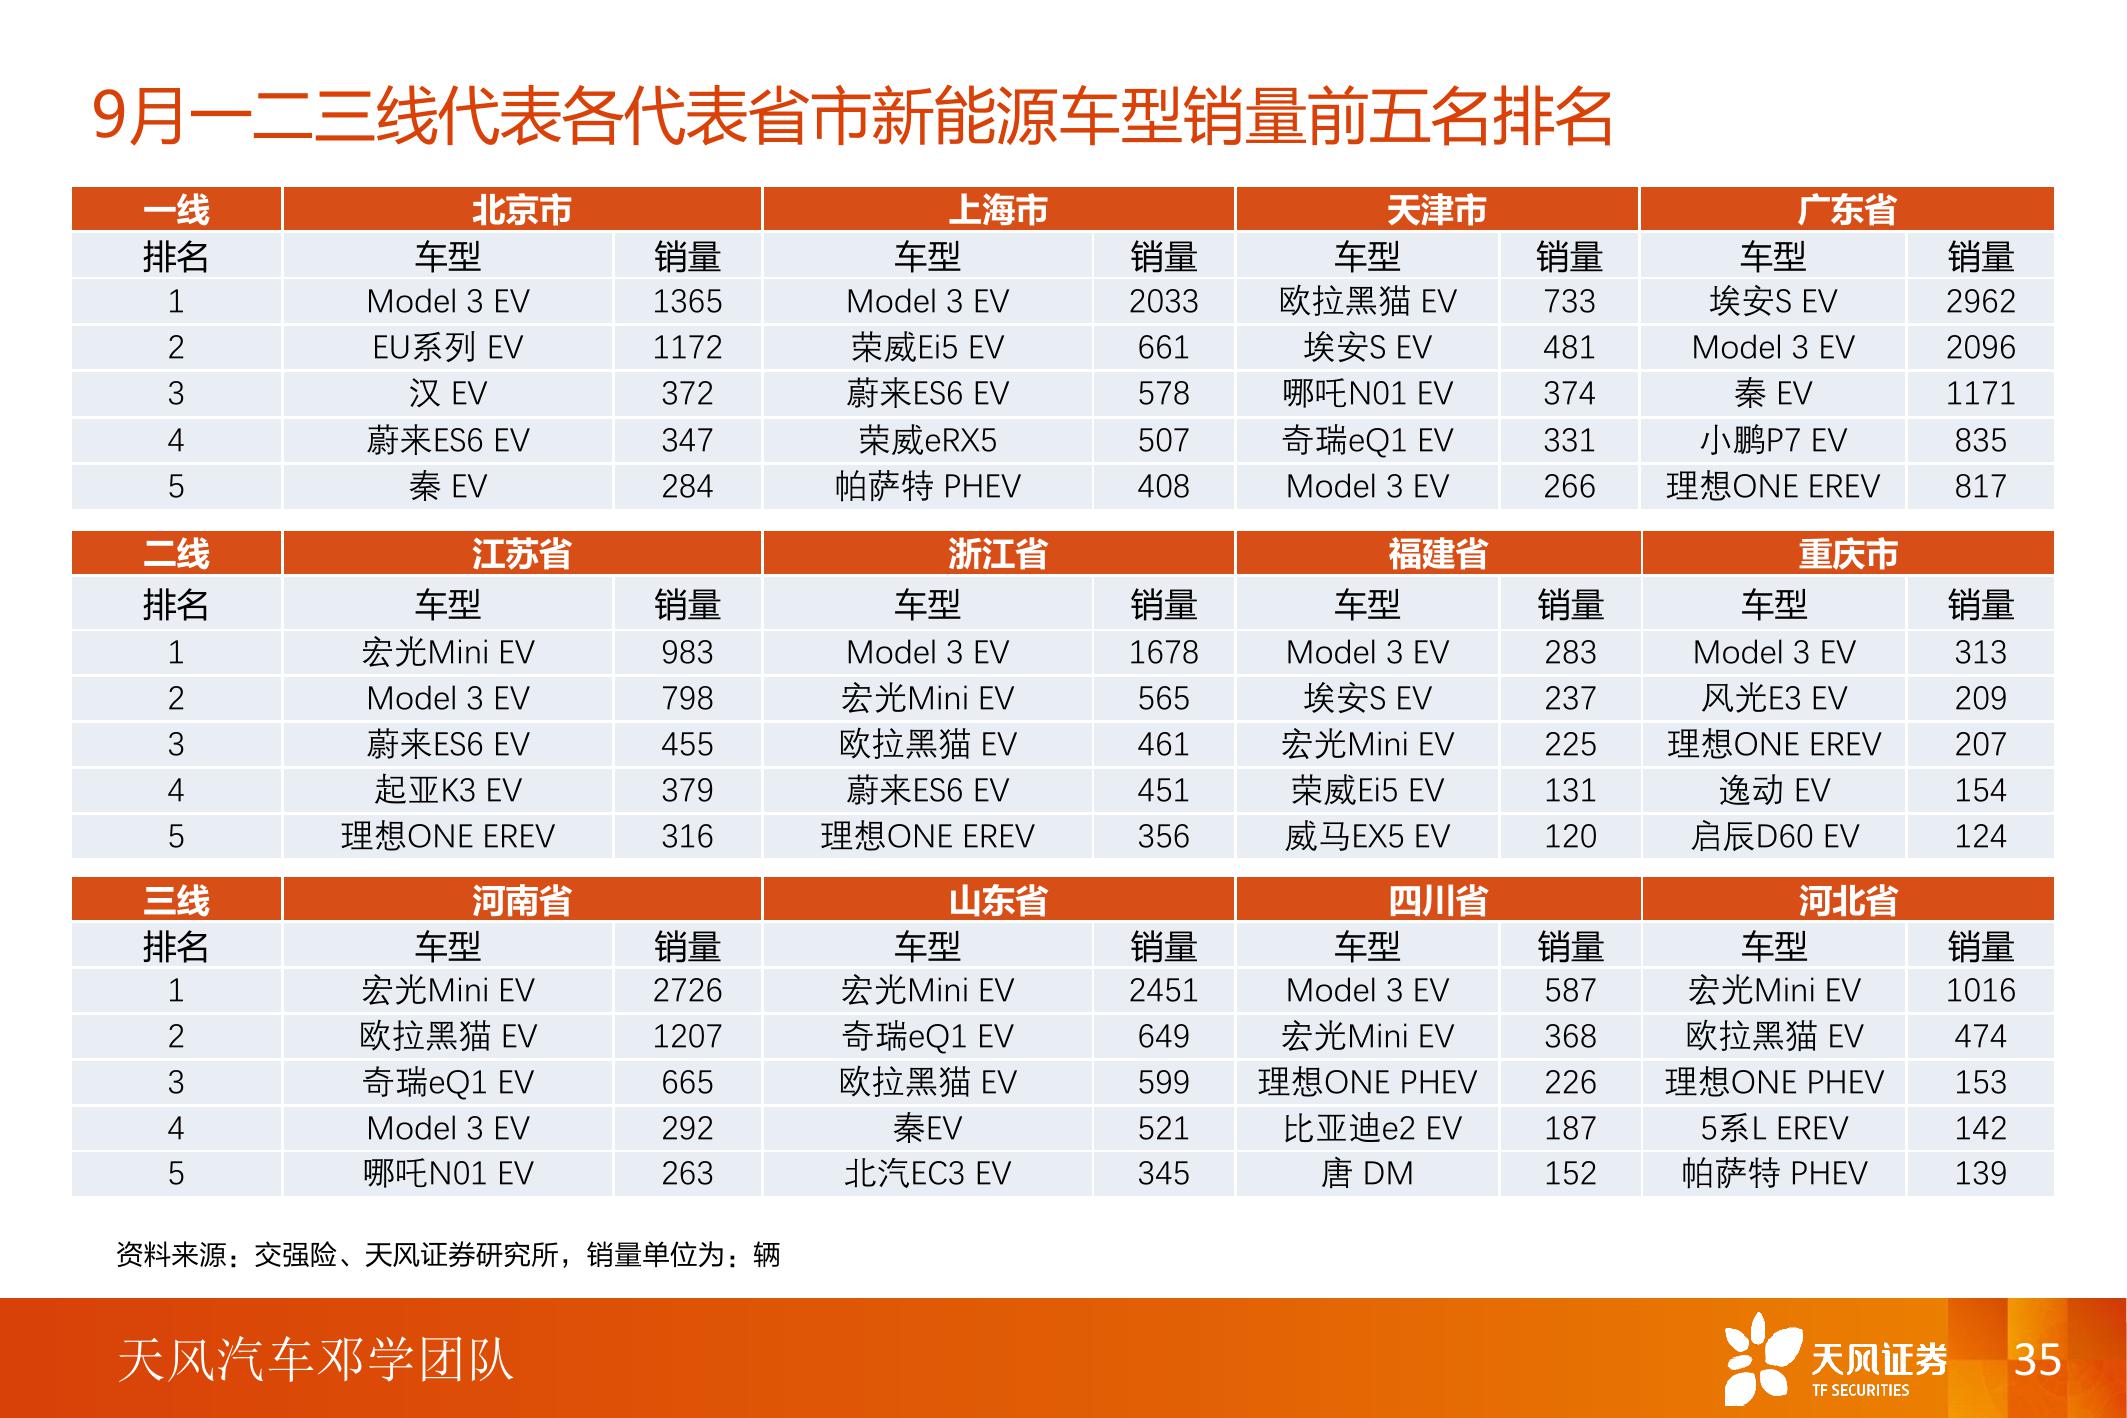 9月一二三线代表各代表省市新能源车型销量前五名排名
一线 北京市 上海市 天津市 广东省
排名 车型 销量 车型 销量 车型 销量 车型 销量
1 Model 3 EV 1365 Model 3 EV 2033 欧拉黑猫 EV 733 埃安S EV 2962
2 EU系列 EV 1172 荣威Ei5 EV 661 埃安S EV 481 Model 3 EV 2096
3 汉 EV 372 蔚来ES6 EV 578 哪吒N01 EV 374 秦 EV 1171
4 蔚来ES6 EV 347 荣威eRX5 507 奇瑞eQ1 EV 331 小鹏P7 EV 835
5 秦 EV 284 帕萨特 PHEV 408 Model 3 EV 266 理想ONE EREV 817
二线 江苏省 浙江省 福建省 重庆市
排名 车型 销量 车型 销量 车型 销量 车型 销量
1 宏光Mini EV 983 Model 3 EV 1678 Model 3 EV 283 Model 3 EV 313
2 Model 3 EV 798 宏光Mini EV 565 埃安S EV 237 风光E3 EV 209
3 蔚来ES6 EV 455 欧拉黑猫 EV 461 宏光Mini EV 225 理想ONE EREV 207
4 起亚K3 EV 379 蔚来ES6 EV 451 荣威Ei5 EV 131 逸动 EV 154
5 理想ONE EREV 316 理想ONE EREV 356 威马EX5 EV 120 启辰D60 EV 124
三线 河南省 山东省 四川省 河北省
排名 车型 销量 车型 销量 车型 销量 车型 销量
1 宏光Mini EV 2726 宏光Mini EV 2451 Model 3 EV 587 宏光Mini EV 1016
2 欧拉黑猫 EV 1207 奇瑞eQ1 EV 649 宏光Mini EV 368 欧拉黑猫 EV 474
3 奇瑞eQ1 EV 665 欧拉黑猫 EV 599 理想ONE PHEV 226 理想ONE PHEV 153
4 Model 3 EV 292 秦EV 521 比亚迪e2 EV 187 5系L EREV 142
5 哪吒N01 EV 263 北汽EC3 EV 345 唐 DM 152 帕萨特 PHEV 139
资料来源：交强险、天风证券研究所，销量单位为：辆
天风汽车邓学团队
天风证券
TF SECURITIES
35